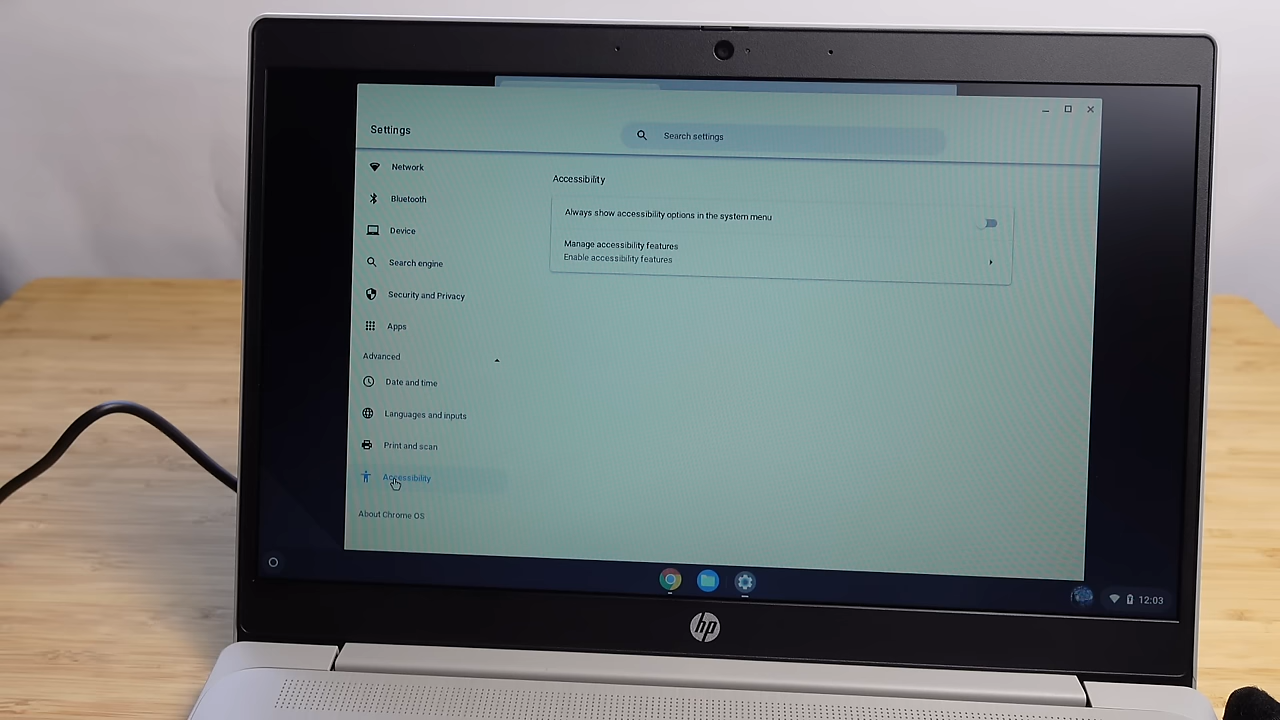 Settings
Search settings
Network
Bluetooth
Device
Search engine
Security and Privacy
Apps
Advanced
Date and time
Languages and inputs
Print and scan
Accessibility
About Chrome OS
Accessibility
Always show accessibility options in the system menu
Manage accessibility features
Enable accessibility features
12:03
hp